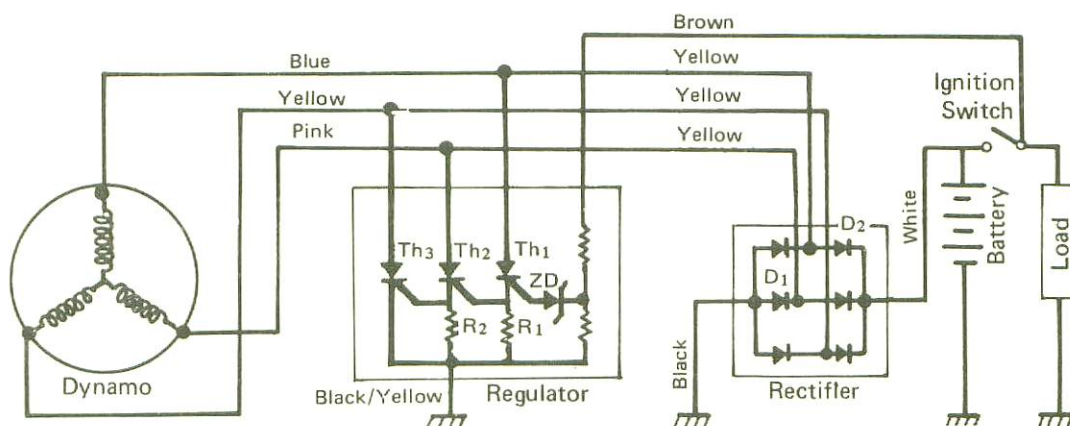 Brown
Blue
Yellow
Yellow
Yellow
Ignition
Switch
Pink
Yellow
Th3
Th2
Th1
ZD
R2
R1
D2
D1
White
Battery
Load
Dynamo
Black/Yellow
Regulator
Black
Rectifler